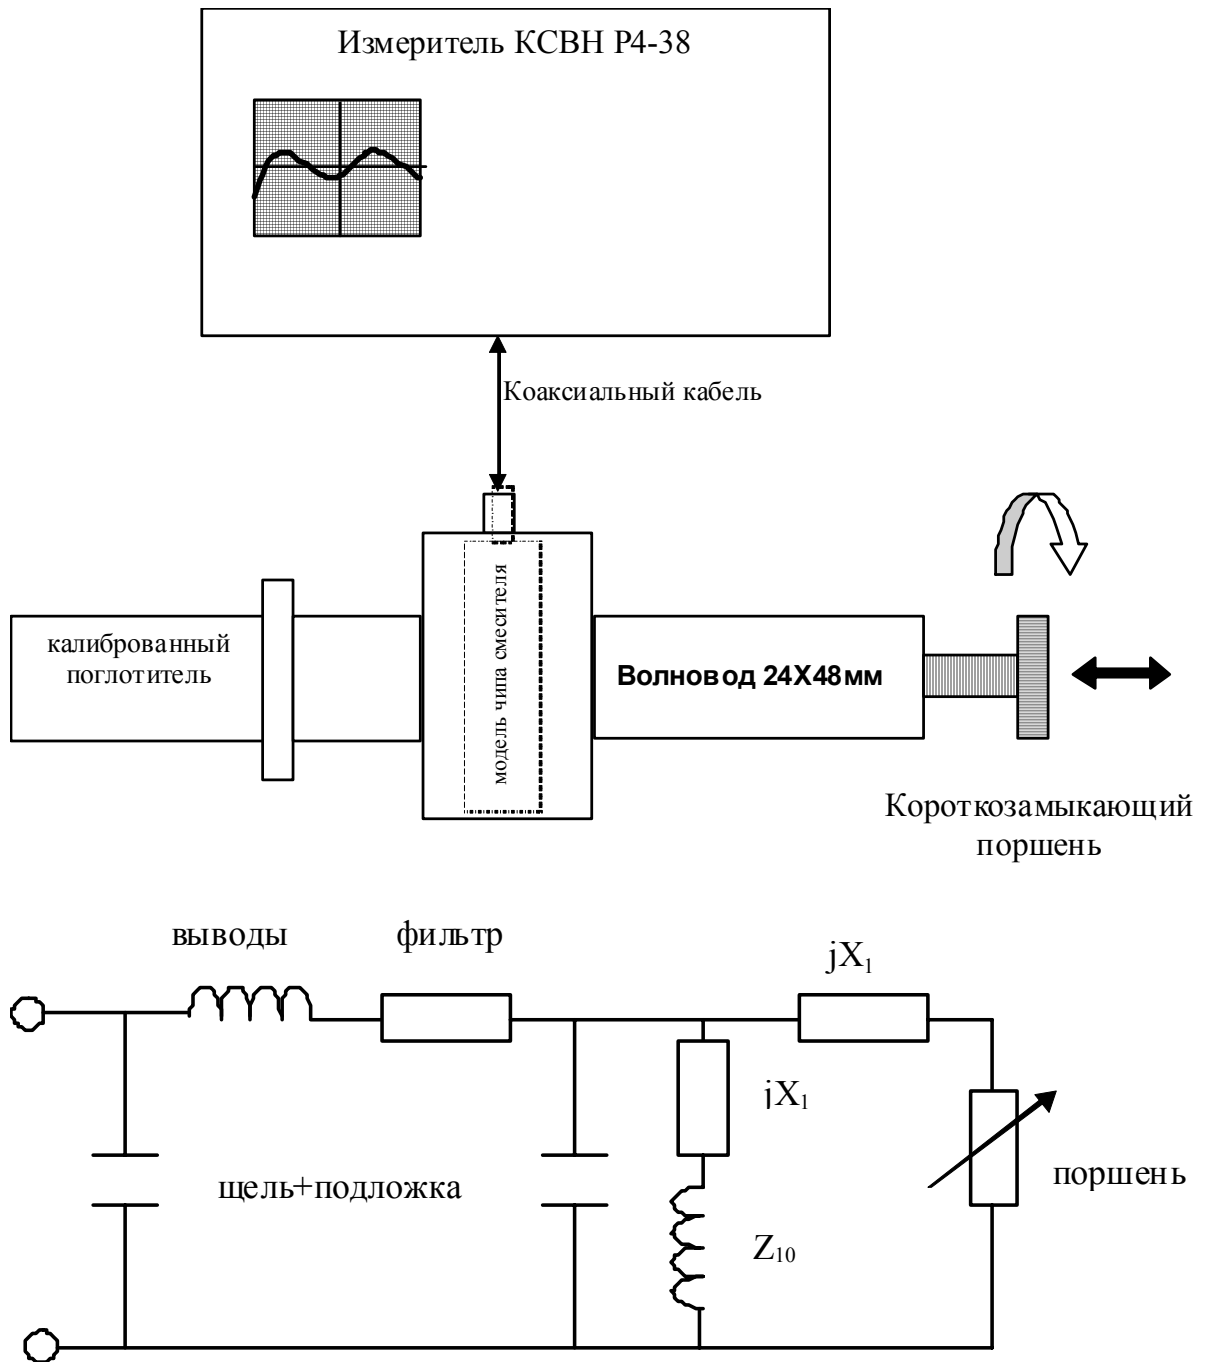 Измеритель КСВН Р4-38
Коаксиальный кабель
модель чипа смесителя
калиброванный
поглотитель
Волновод 24Х48мм
Короткозамыкающий
поршень
выводы
фильтр
jX₁
jX₁
щель+подложка
поршень
Z₁₀